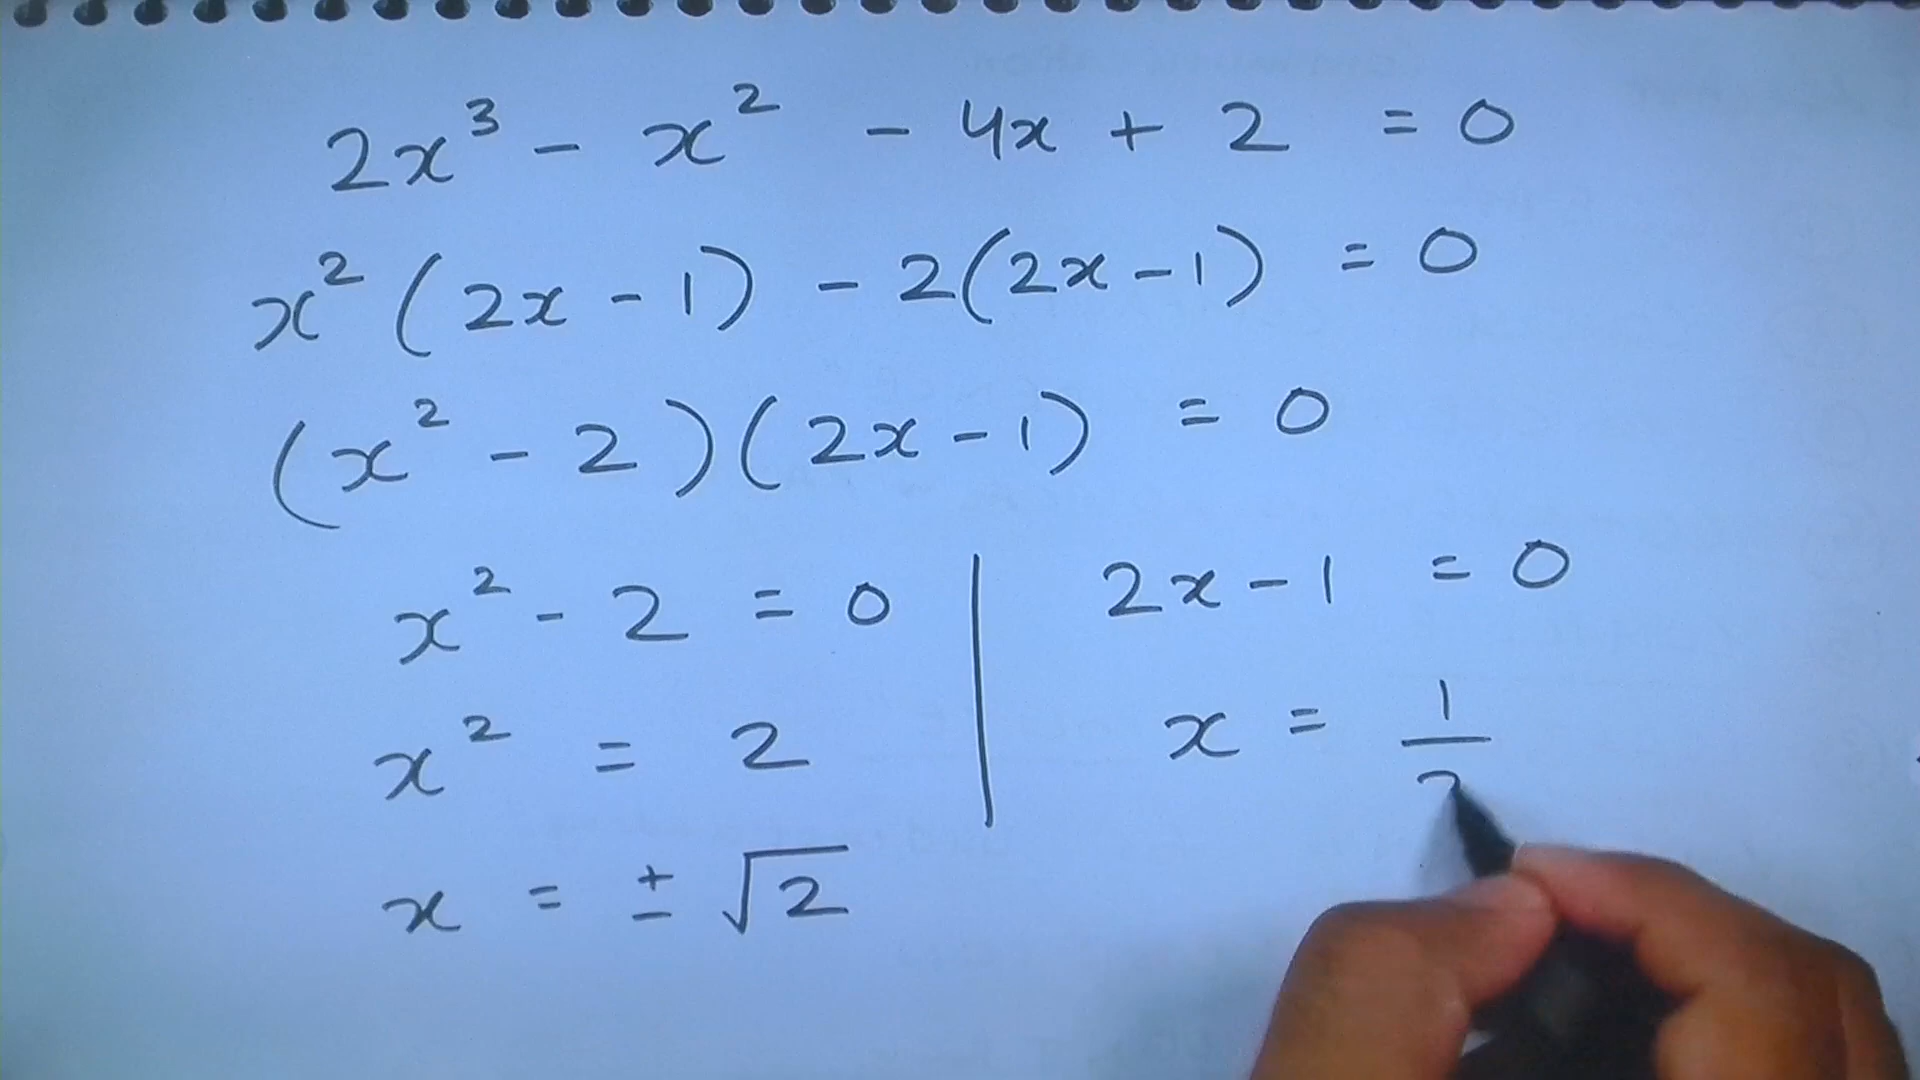 2x³ - x² - 4x + 2 = 0
x² (2x - 1) - 2(2x - 1) = 0
(x² - 2)(2x - 1) = 0
x² - 2 = 0 | 2x - 1 = 0
x² = 2 | x = 1/2
x = ± √2